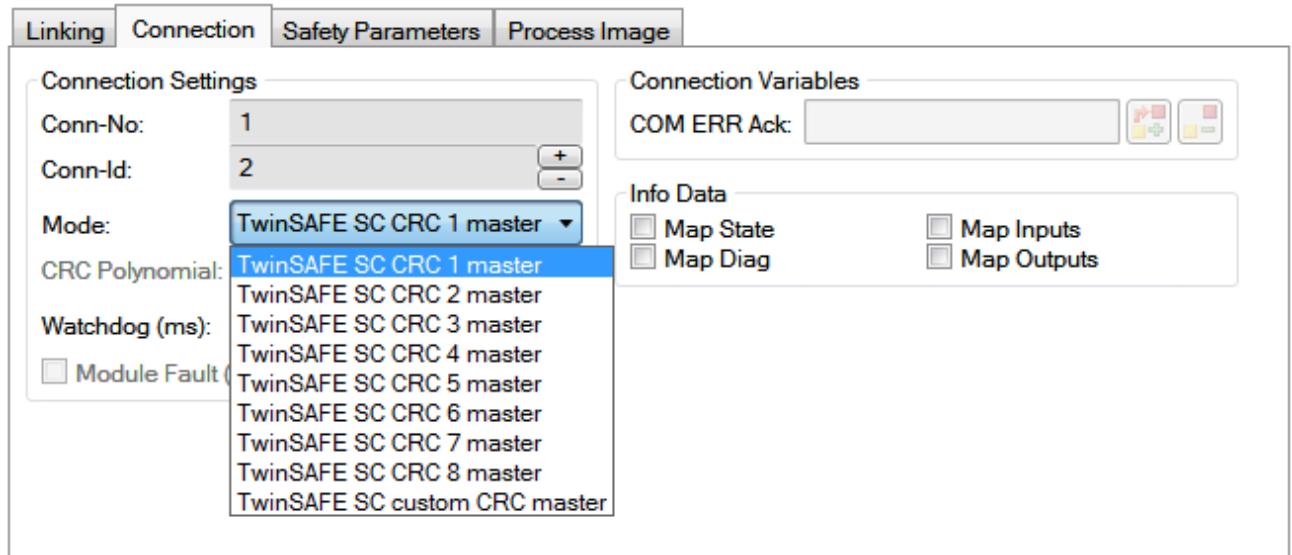 Linking Connection Safety Parameters Process Image
Connection Settings
Conn-No: 1
Conn-Id: 2 + -
Mode: TwinSAFE SC CRC 1 master
CRC Polynomial: TwinSAFE SC CRC 1 master
TwinSAFE SC CRC 2 master
Watchdog (ms): TwinSAFE SC CRC 3 master
TwinSAFE SC CRC 4 master
Module Fault ( TwinSAFE SC CRC 5 master
TwinSAFE SC CRC 6 master
TwinSAFE SC CRC 7 master
TwinSAFE SC CRC 8 master
TwinSAFE SC custom CRC master
Connection Variables
COM ERR Ack:
Info Data
Map State Map Inputs
Map Diag Map Outputs